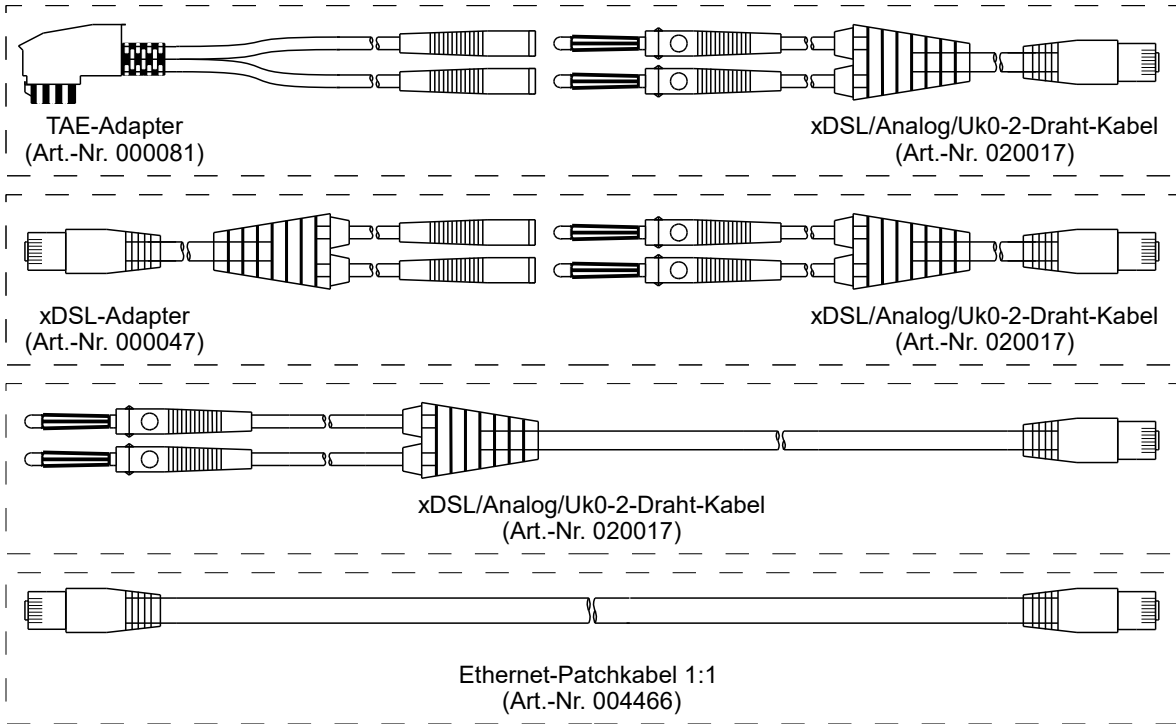 TAE-Adapter
(Art.-Nr. 000081)
xDSL/Analog/Uk0-2-Draht-Kabel
(Art.-Nr. 020017)
xDSL-Adapter
(Art.-Nr. 000047)
xDSL/Analog/Uk0-2-Draht-Kabel
(Art.-Nr. 020017)
xDSL/Analog/Uk0-2-Draht-Kabel
(Art.-Nr. 020017)
Ethernet-Patchkabel 1:1
(Art.-Nr. 004466)